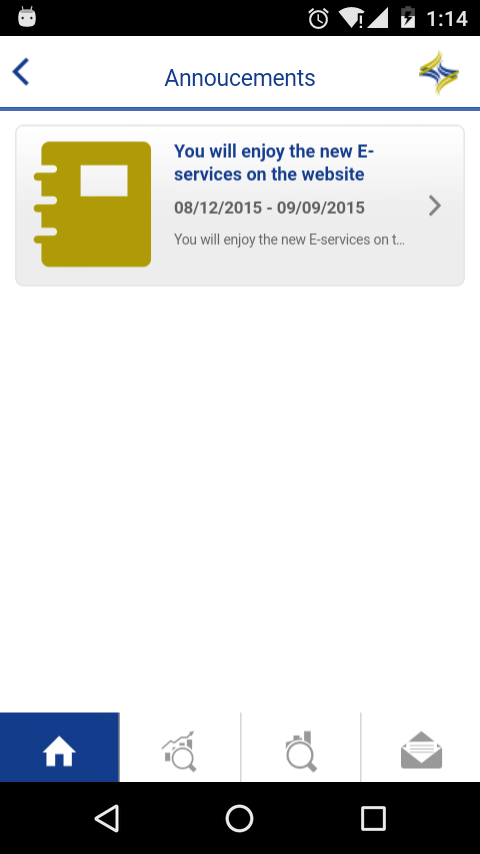 1:14
Annoucements
You will enjoy the new E-
services on the website
08/12/2015 - 09/09/2015
You will enjoy the new E-services on t...